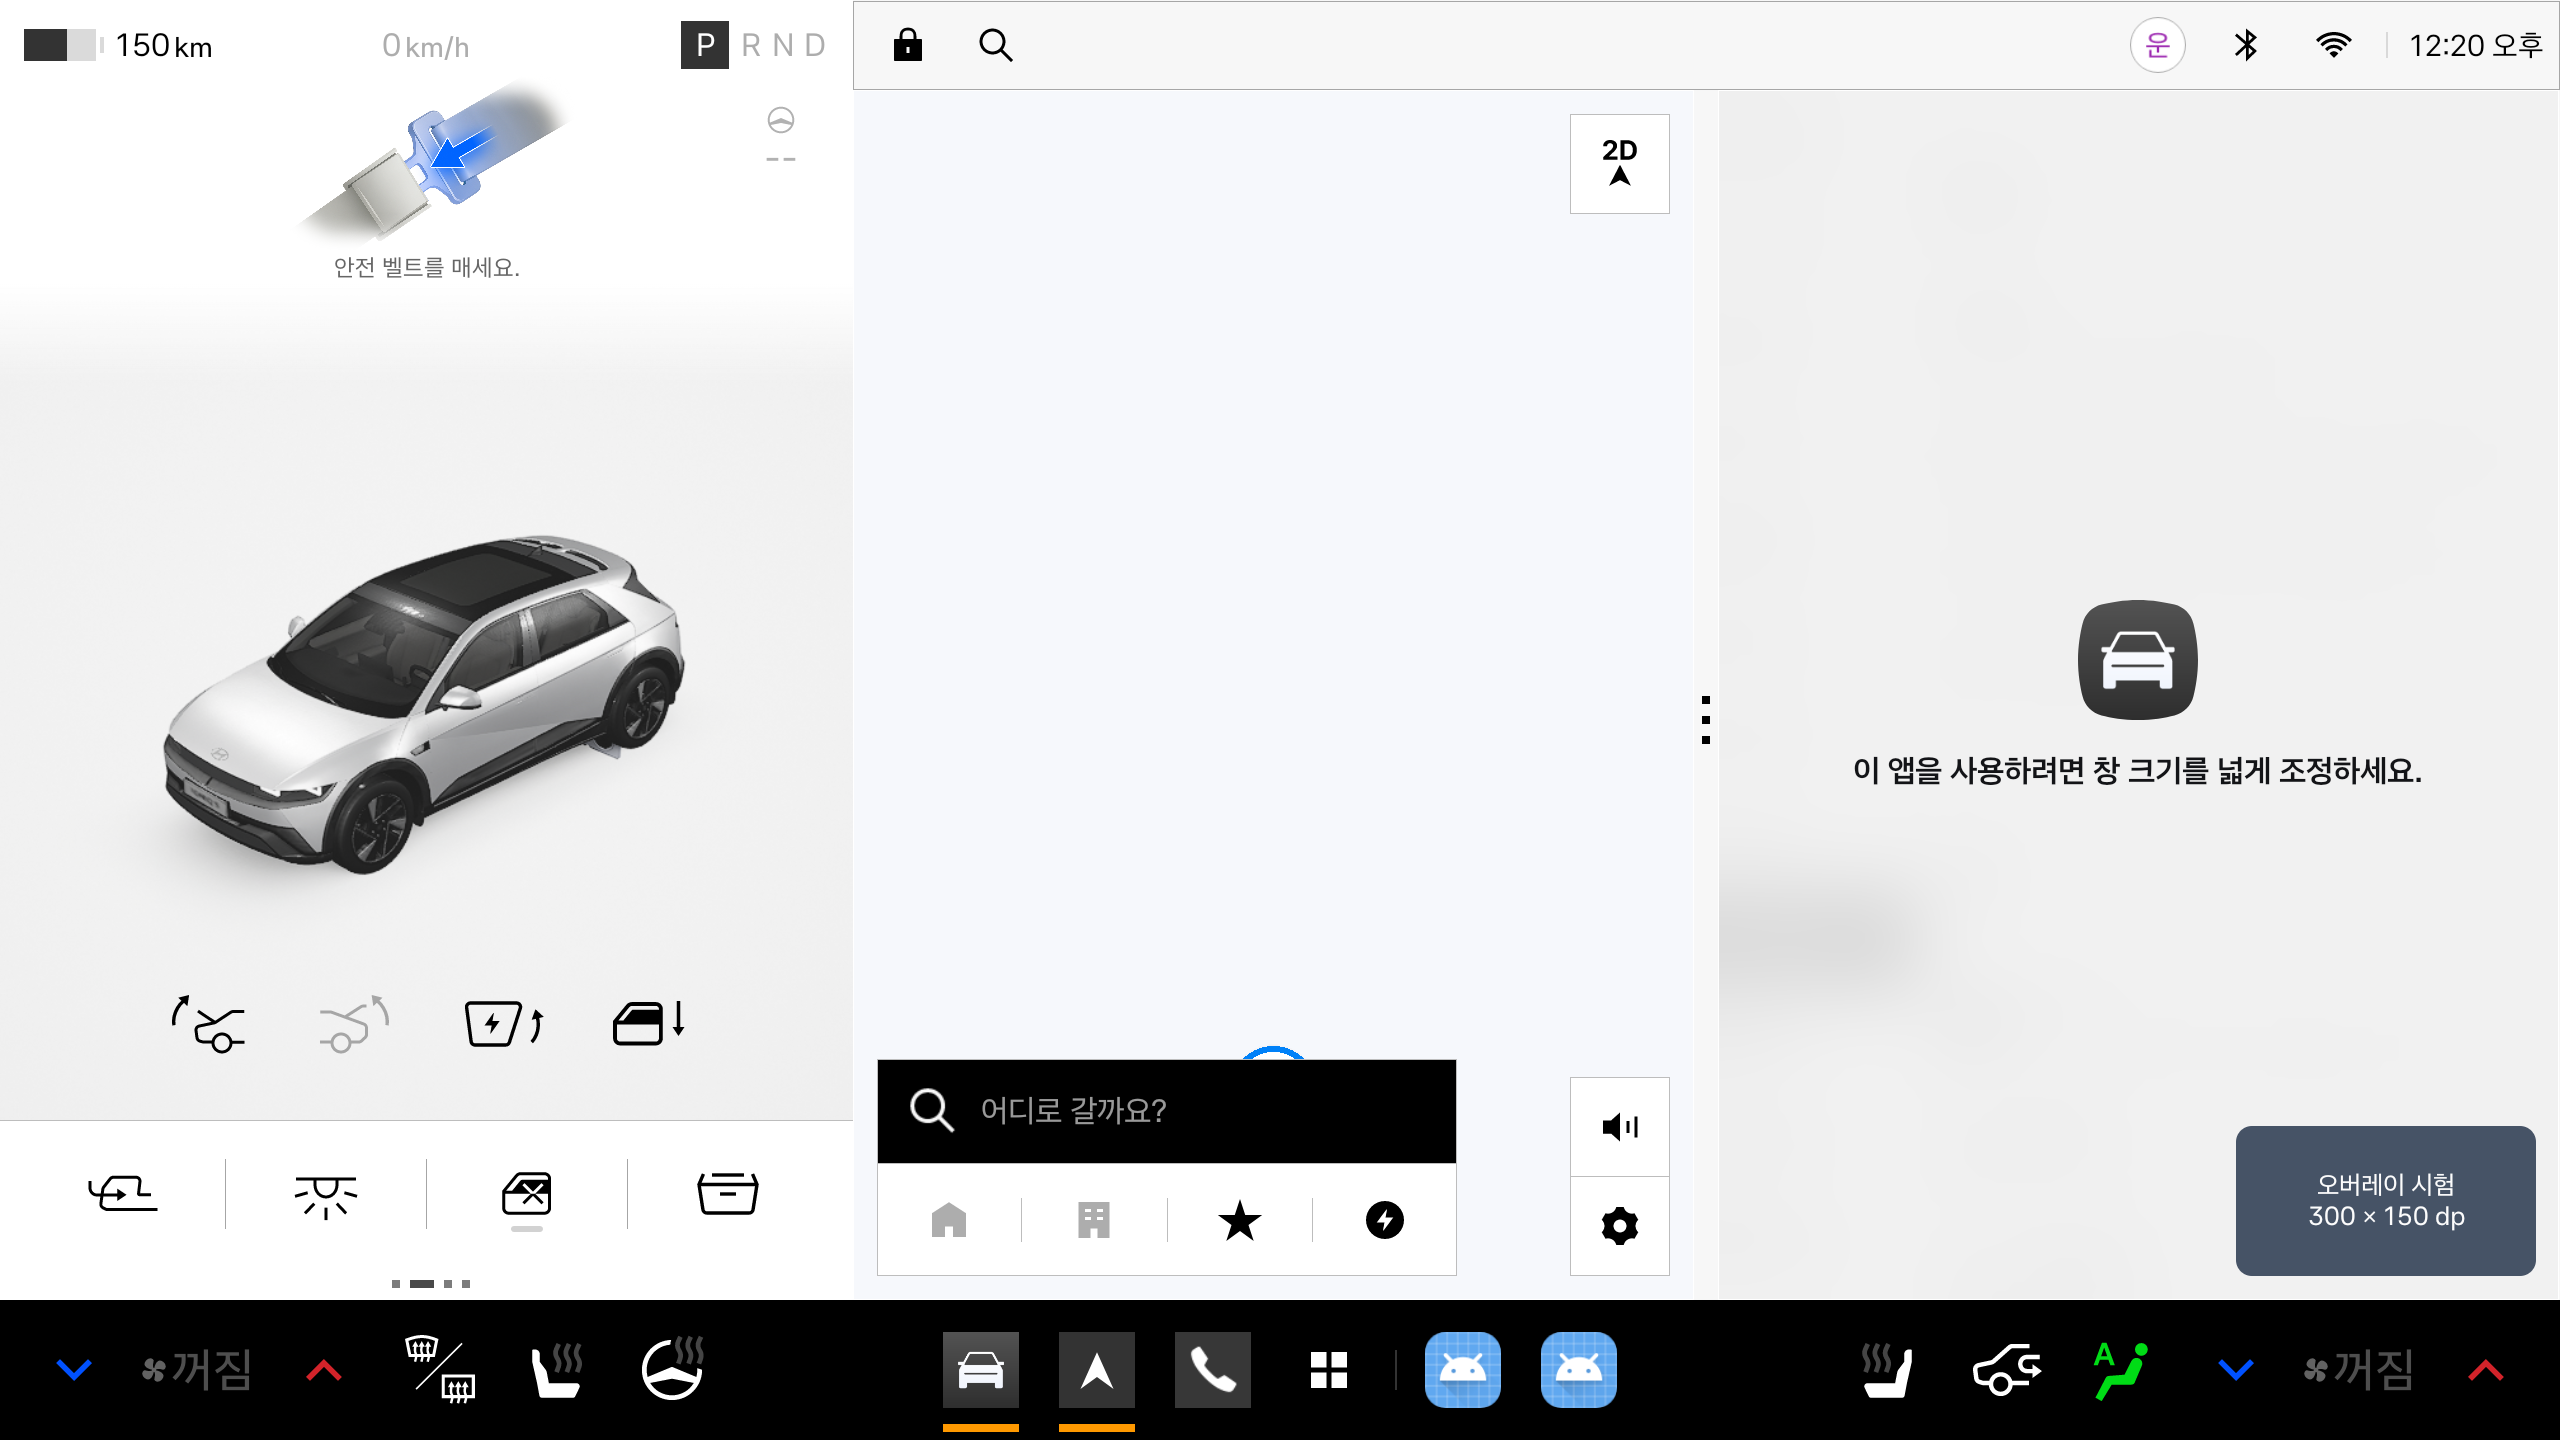 150 km
0 km/h
P R N D
운
12:20 오후
안전 벨트를 매세요.
2D
이 앱을 사용하려면 창 크기를 넓게 조정하세요.
어디로 갈까요?
오버레이 시험
300 × 150 dp
꺼짐
A
꺼짐